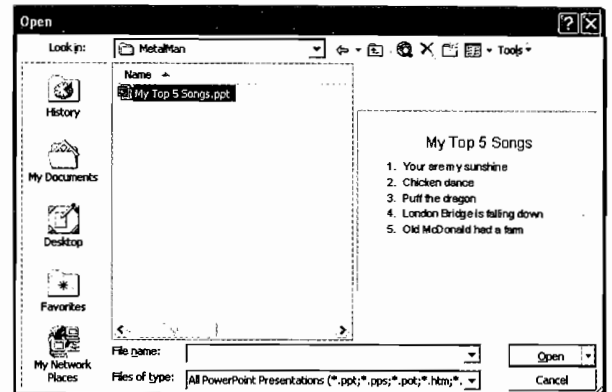 Open
Look in:
MetalMan
Tools
Name
My Top 5 Songs.ppt
History
My Documents
Desktop
Favorites
My Network
Places
My Top 5 Songs
1. Your are my sunshine
2. Chicken dance
3. Puff the dragon
4. London Bridge is falling down
5. Old McDonald had a farm
File name:
Open
Files of type:
All PowerPoint Presentations (*.ppt;*.pps;*.pot;*.htm;*.
Cancel